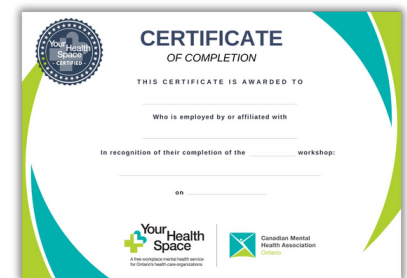 Your Health
Space
CERTIFIED
CERTIFICATE
OF COMPLETION
THIS CERTIFICATE IS AWARDED TO
Who is employed by or affiliated with
In recognition of their completion of the workshop:
on
Your Health
Space
A free workplace mental health service
for Ontario's health care organizations
Canadian Mental
Health Association
Ontario